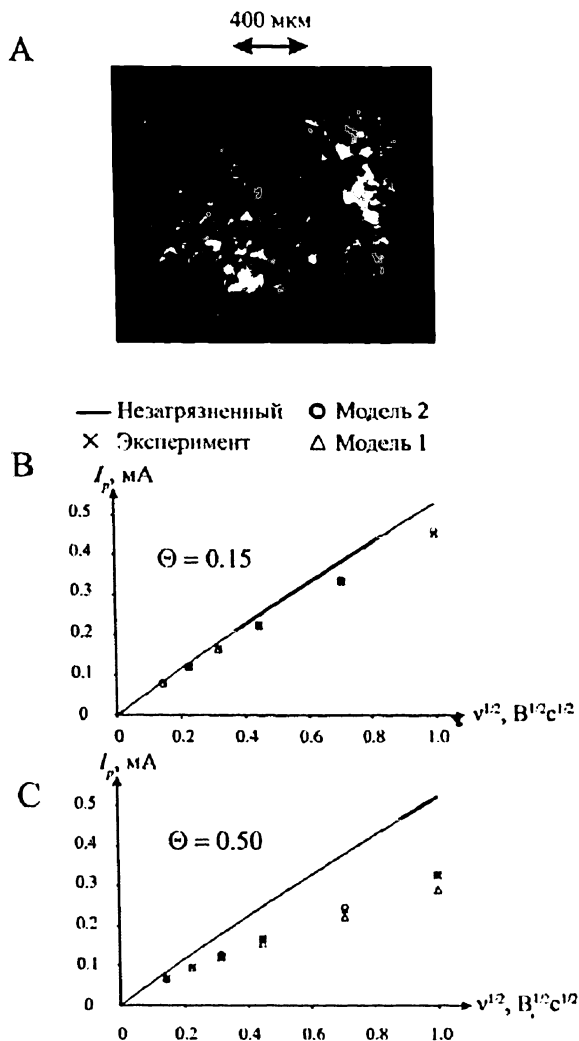 400 мкм
A
— Незагрязненный о Модель 2
× Эксперимент △ Модель 1
B
I_p, мА
0.5
Θ = 0.15
0.4
0.3
0.2
0.1
0
0 0.2 0.4 0.6 0.8 1.0
ν^1/2, В^1/2с^1/2
C
I_p, мА
0.5
Θ = 0.50
0.4
0.3
0.2
0.1
0
0 0.2 0.4 0.6 0.8 1.0
ν^1/2, В^1/2с^1/2